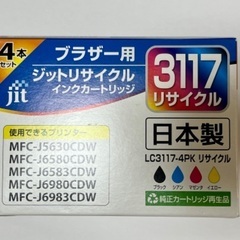 4本
セット
jit
ブラザー用
ジットリサイクル
インクカートリッジ
3117
リサイクル
使用できるプリンター
MFC-J5630CDW
MFC-J6580CDW
MFC-J6583CDW
MFC-J6980CDW
MFC-J6983CDW
日本製
LC3117-4PK リサイクル
ブラック シアン マゼンタ イエロー
純正カートリッジ再生品